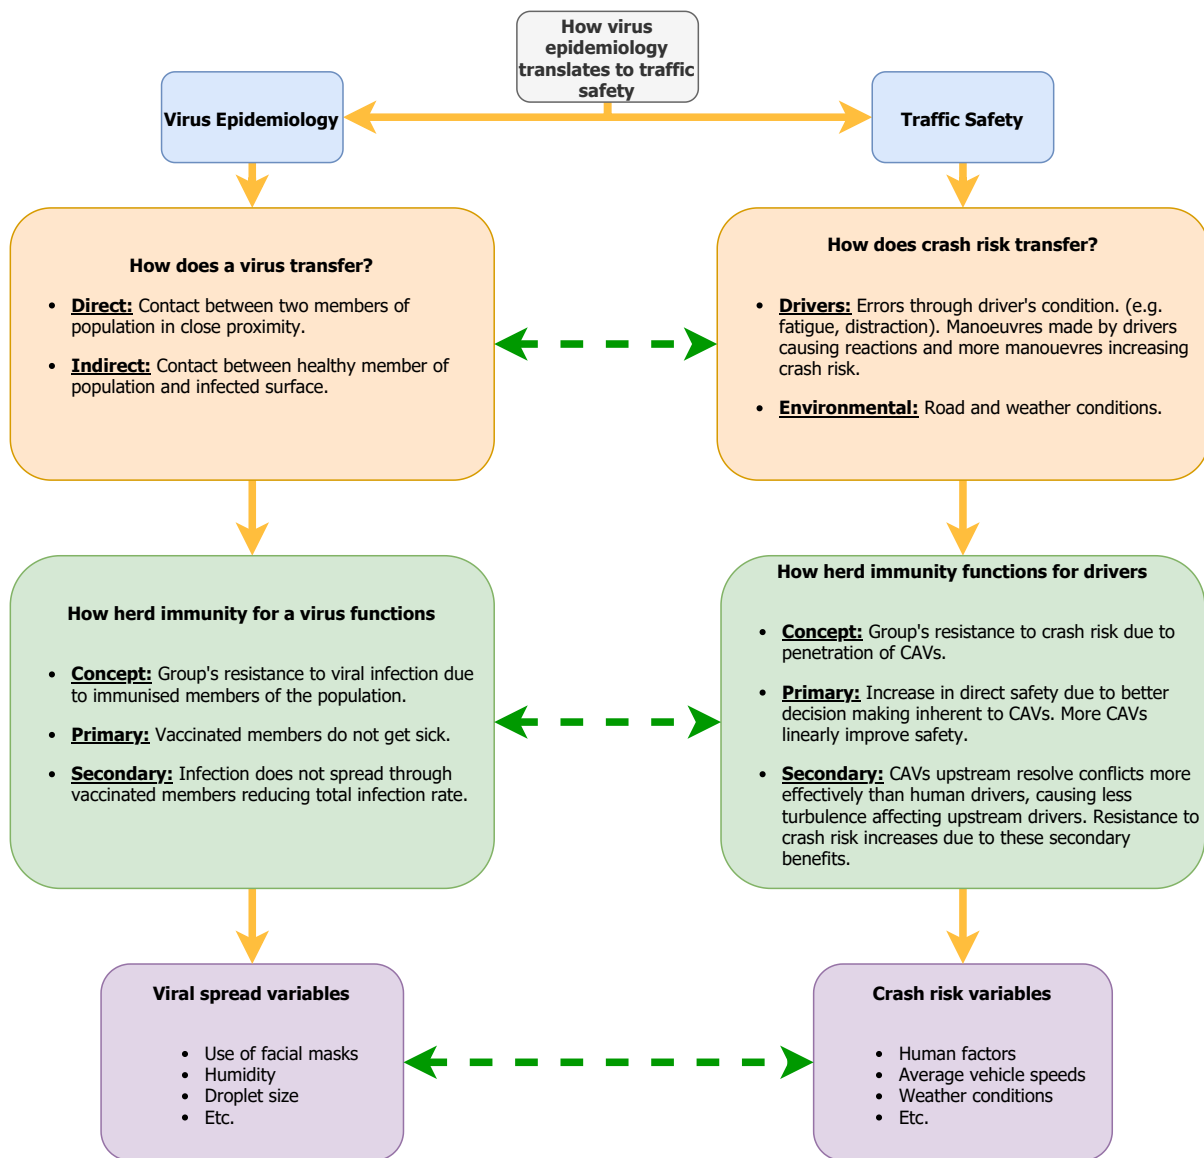 How virus
epidemiology
translates to traffic
safety
Virus Epidemiology
Traffic Safety
How does a virus transfer?
• Direct: Contact between two members of
population in close proximity.
• Indirect: Contact between healthy member of
population and infected surface.
How does crash risk transfer?
• Drivers: Errors through driver's condition. (e.g.
fatigue, distraction). Manoeuvres made by drivers
causing reactions and more manouevres increasing
crash risk.
• Environmental: Road and weather conditions.
How herd immunity for a virus functions
• Concept: Group's resistance to viral infection due
to immunised members of the population.
• Primary: Vaccinated members do not get sick.
• Secondary: Infection does not spread through
vaccinated members reducing total infection rate.
How herd immunity functions for drivers
• Concept: Group's resistance to crash risk due to
penetration of CAVs.
• Primary: Increase in direct safety due to better
decision making inherent to CAVs. More CAVs
linearly improve safety.
• Secondary: CAVs upstream resolve conflicts more
effectively than human drivers, causing less
turbulence affecting upstream drivers. Resistance to
crash risk increases due to these secondary
benefits.
Viral spread variables
• Use of facial masks
• Humidity
• Droplet size
• Etc.
Crash risk variables
• Human factors
• Average vehicle speeds
• Weather conditions
• Etc.